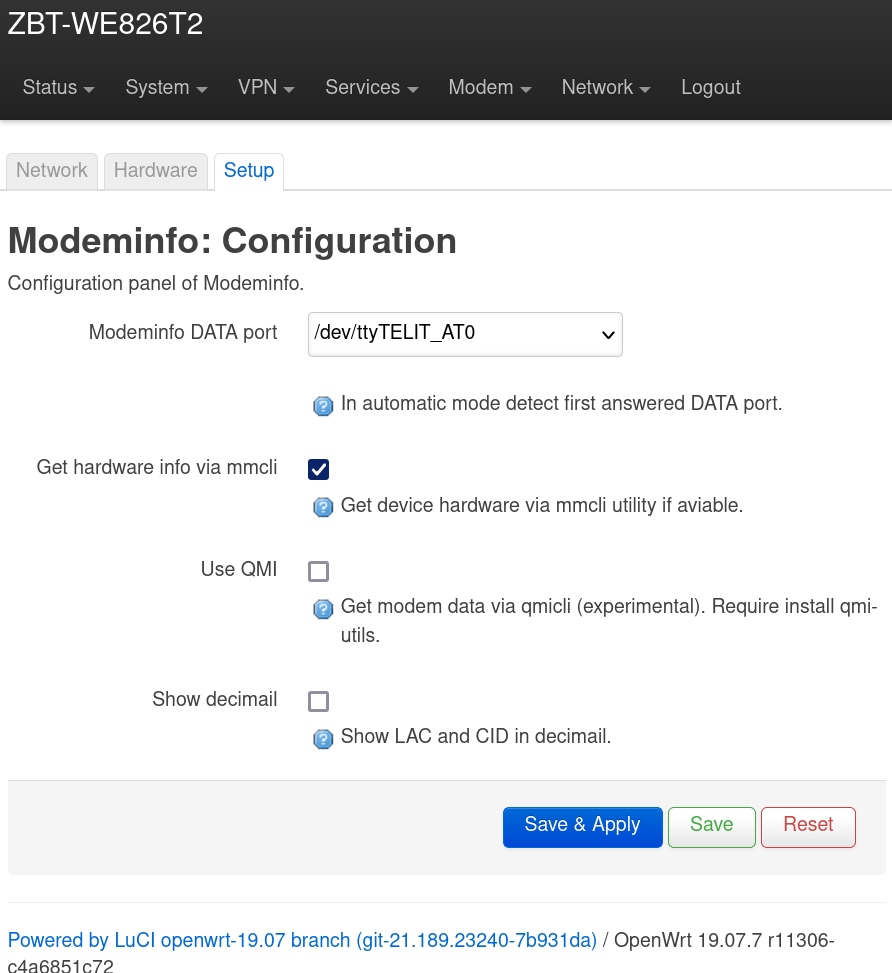 ZBT-WE826T2
Status System VPN Services Modem Network Logout
Network Hardware Setup
Modeminfo: Configuration
Configuration panel of Modeminfo.
Modeminfo DATA port /dev/ttyTELIT_AT0
In automatic mode detect first answered DATA port.
Get hardware info via mmcli
Get device hardware via mmcli utility if aviable.
Use QMI
Get modem data via qmicli (experimental). Require install qmi-
utils.
Show decimail
Show LAC and CID in decimail.
Save & Apply Save Reset
Powered by LuCI openwrt-19.07 branch (git-21.189.23240-7b931da) / OpenWrt 19.07.7 r11306-
c4a6851c72